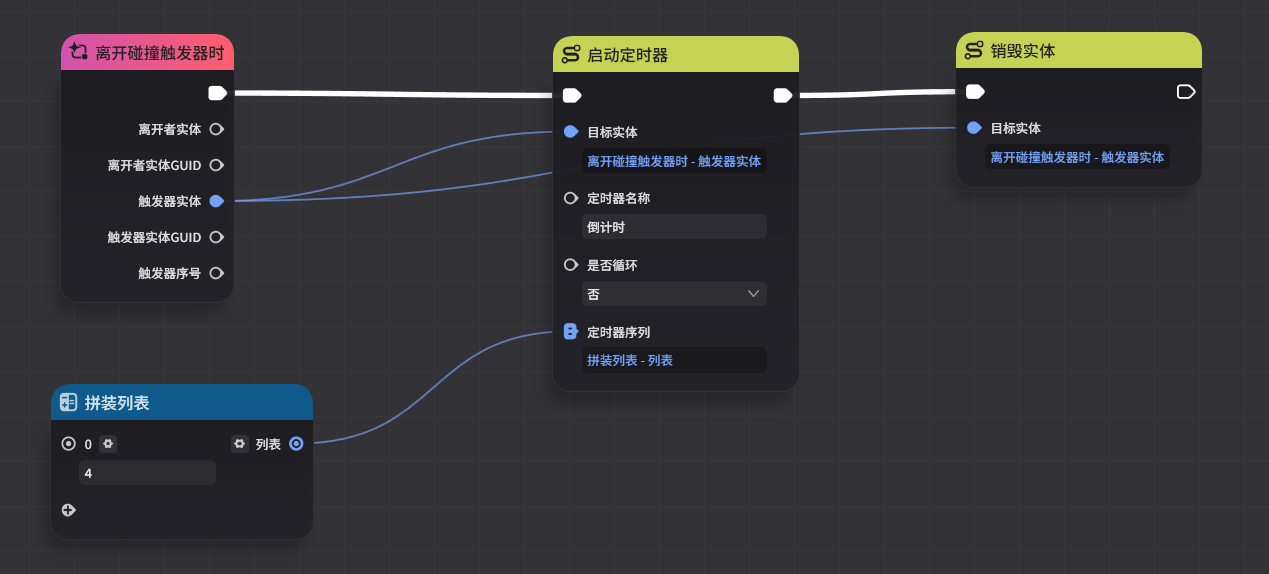 离开碰撞触发器时
离开者实体
离开者实体GUID
触发器实体
触发器实体GUID
触发器序号
启动定时器
目标实体
离开碰撞触发器时 - 触发器实体
定时器名称
倒计时
是否循环
否
定时器序列
拼装列表 - 列表
销毁实体
目标实体
离开碰撞触发器时 - 触发器实体
拼装列表
0 列表
4